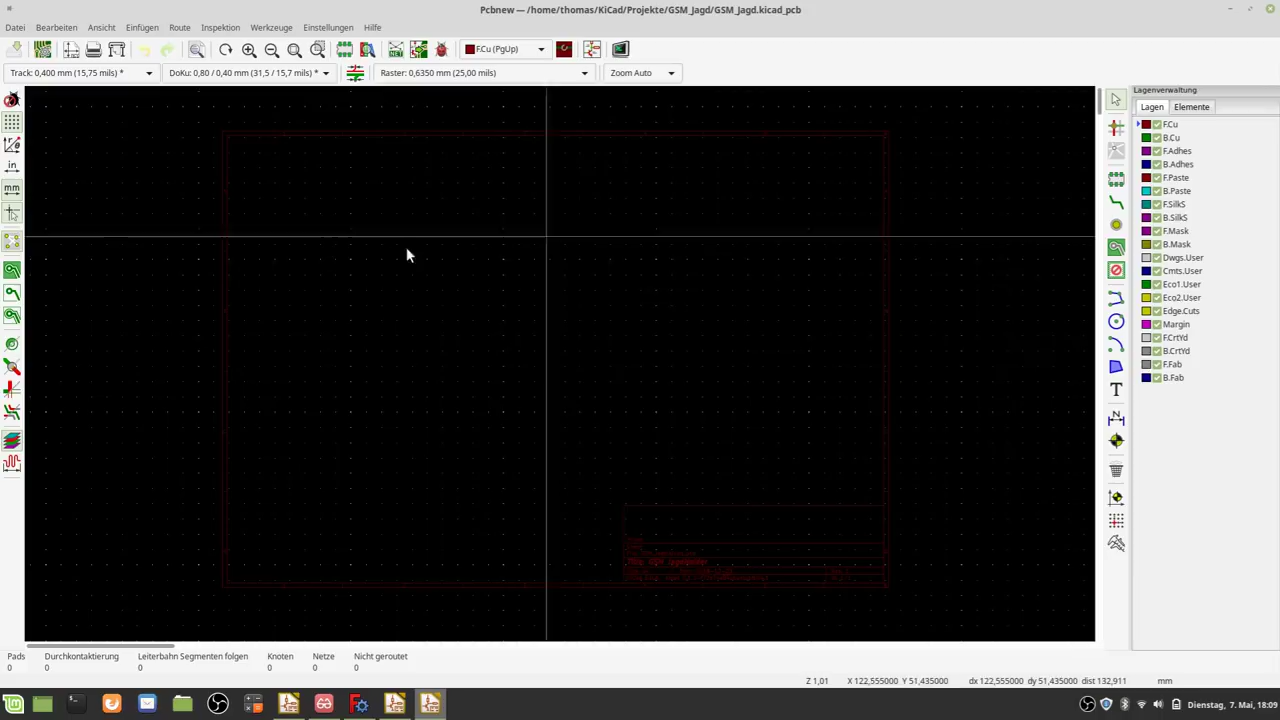 Pcbnew — /home/thomas/KiCad/Projekte/GSM_Jagd/GSM_Jagd.kicad_pcb
Datei Bearbeiten Ansicht Einfügen Route Inspektion Werkzeuge Einstellungen Hilfe
NET
F.Cu (PgUp)
Track: 0,400 mm (15,75 mils) *
DoKu: 0,80 / 0,40 mm (31,5 / 15,7 mils) *
Raster: 0,6350 mm (25,00 mils)
Zoom Auto
Lagenverwaltung
Lagen Elemente
F.Cu
B.Cu
F.Adhes
B.Adhes
F.Paste
B.Paste
F.SilkS
B.SilkS
F.Mask
B.Mask
Dwgs.User
Cmts.User
Eco1.User
Eco2.User
Edge.Cuts
Margin
F.CrtYd
B.CrtYd
F.Fab
B.Fab
in
mm
T
N
Pads Durchkontaktierung Leiterbahn Segmenten folgen Knoten Netze Nicht geroutet
0 0 0 0 0 0
Z 1,01 X 122,555000 Y 51,435000 dx 122,555000 dy 51,435000 dist 132,911 mm
Dienstag, 7. Mai, 18:09